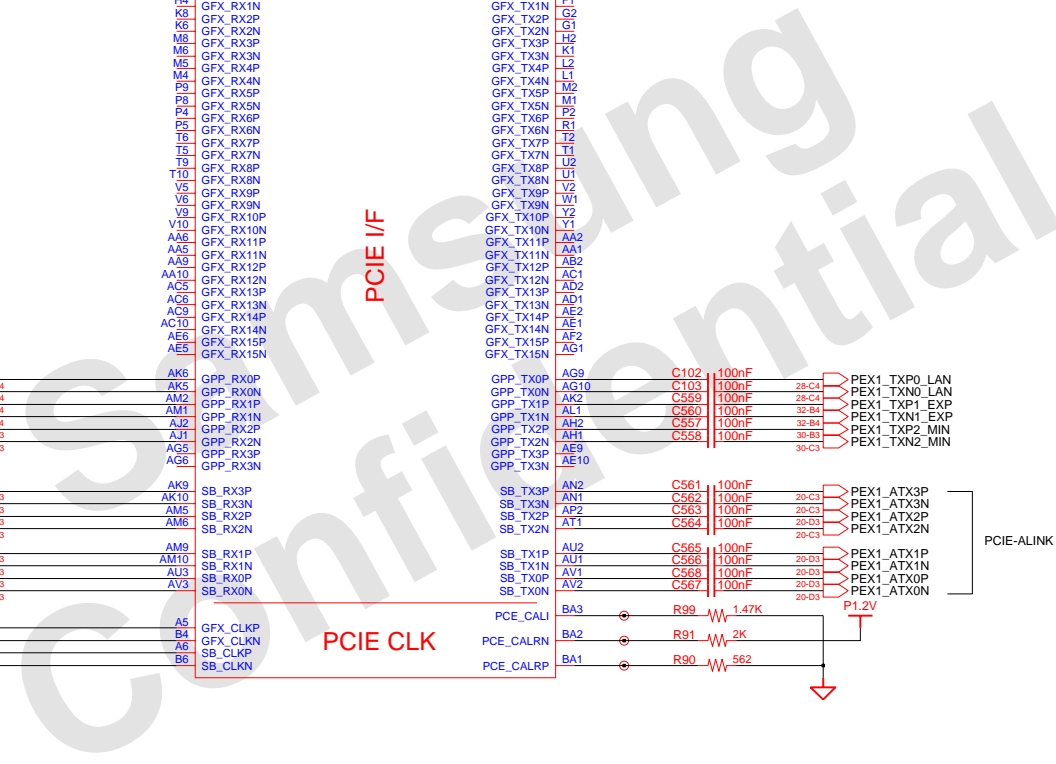 GFX_RX1N GFX_TX1N
K8 GFX_RX2P GFX_TX2P G2
K6 GFX_RX2N GFX_TX2N G1
M8 GFX_RX3P GFX_TX3P H2
M6 GFX_RX3N GFX_TX3N K1
M5 GFX_RX4P GFX_TX4P L2
M4 GFX_RX4N GFX_TX4N L1
P9 GFX_RX5P GFX_TX5P M2
P8 GFX_RX5N GFX_TX5N M1
P4 GFX_RX6P GFX_TX6P P2
P5 GFX_RX6N GFX_TX6N R1
T6 GFX_RX7P GFX_TX7P T2
T5 GFX_RX7N GFX_TX7N T1
T9 GFX_RX8P GFX_TX8P U2
T10 GFX_RX8N GFX_TX8N U1
V5 GFX_RX9P GFX_TX9P V2
V6 GFX_RX9N GFX_TX9N W1
V9 GFX_RX10P GFX_TX10P Y2
V10 GFX_RX10N GFX_TX10N Y1
AA6 GFX_RX11P GFX_TX11P AA2
AA5 GFX_RX11N GFX_TX11N AA1
AA9 GFX_RX12P GFX_TX12P AB2
AA10 GFX_RX12N GFX_TX12N AC1
AC5 GFX_RX13P GFX_TX13P AD2
AC6 GFX_RX13N GFX_TX13N AD1
AC9 GFX_RX14P GFX_TX14P AE2
AC10 GFX_RX14N GFX_TX14N AE1
AE6 GFX_RX15P GFX_TX15P AF2
AE5 GFX_RX15N GFX_TX15N AG1
PCIE I/F
AK6 GPP_RX0P GPP_TX0P AG9 C102 100nF PEX1_TXP0_LAN
AK5 GPP_RX0N GPP_TX0N AG10 C103 100nF 28-C4 PEX1_TXN0_LAN
AM2 GPP_RX1P GPP_TX1P AK2 C559 100nF 28-C4 PEX1_TXP1_EXP
AM1 GPP_RX1N GPP_TX1N AL1 C560 100nF 32-B4 PEX1_TXN1_EXP
AJ2 GPP_RX2P GPP_TX2P AH2 C557 100nF 32-B4 PEX1_TXP2_MIN
AJ1 GPP_RX2N GPP_TX2N AH1 C558 100nF 30-B3 PEX1_TXN2_MIN
AG5 GPP_RX3P GPP_TX3P AE9 30-C3
AG6 GPP_RX3N GPP_TX3N AE10
AK9 SB_RX3P SB_TX3P AN2 C561 100nF PEX1_ATX3P
AK10 SB_RX3N SB_TX3N AN1 C562 100nF 20-C3 PEX1_ATX3N
AM5 SB_RX2P SB_TX2P AP2 C563 100nF 20-C3 PEX1_ATX2P
AM6 SB_RX2N SB_TX2N AT1 C564 100nF 20-D3 PEX1_ATX2N
20-C3
PCIE-ALINK
AM9 SB_RX1P SB_TX1P AU2 C565 100nF PEX1_ATX1P
AM10 SB_RX1N SB_TX1N AU1 C566 100nF 20-D3 PEX1_ATX1N
AU3 SB_RX0P SB_TX0P AV1 C568 100nF 20-D3 PEX1_ATX0P
AV3 SB_RX0N SB_TX0N AV2 C567 100nF 20-D3 PEX1_ATX0N
20-D3
P1.2V
PCE_CALI BA3 R99 1.47K
A5 GFX_CLKP
B4 GFX_CLKN PCE_CALRN BA2 R91 2K
PCIE CLK
A6 SB_CLKP
B6 SB_CLKN PCE_CALRP BA1 R90 562
Samsung
Confidential